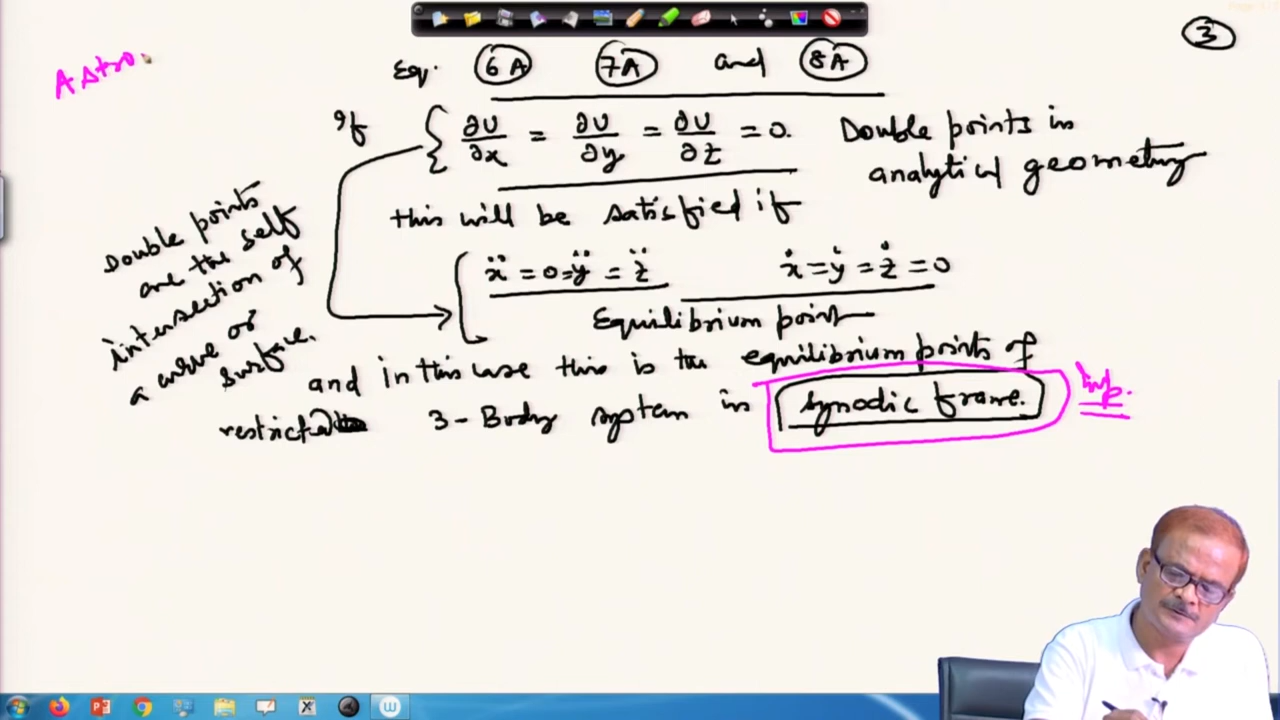 3
Astro.
Eq. 6A 7A and 8A
If { ∂U/∂x = ∂U/∂y = ∂U/∂z = 0. Double points in
analytical geometry
this will be satisfied if
ẍ = 0 = ÿ = z̈ ẋ = ẏ = ż = 0
Equilibrium point
Double points
are the self
intersection of
a curve or
surface.
and in this case this is the equilibrium points of
restricted 3-Body system in synodic frame. Imp.